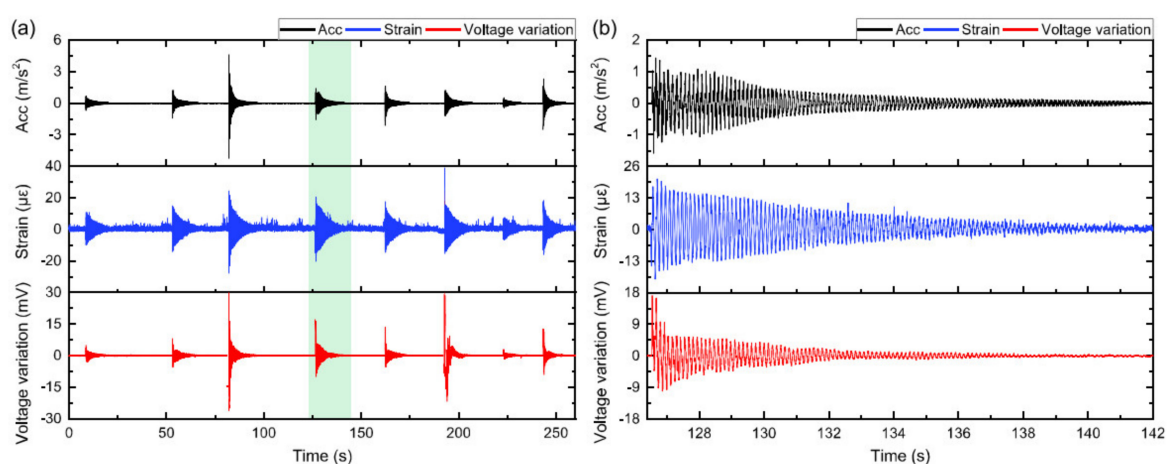 (a)
Acc Strain Voltage variation
Acc (m/s²)
6
3
0
-3
Strain (με)
40
20
0
-20
Voltage variation (mV)
30
15
0
-15
-30
0 50 100 150 200 250
Time (s)
(b)
Acc Strain Voltage variation
Acc (m/s²)
2
1
0
-1
Strain (με)
26
13
0
-13
Voltage variation (mV)
18
9
0
-9
-18
128 130 132 134 136 138 140 142
Time (s)